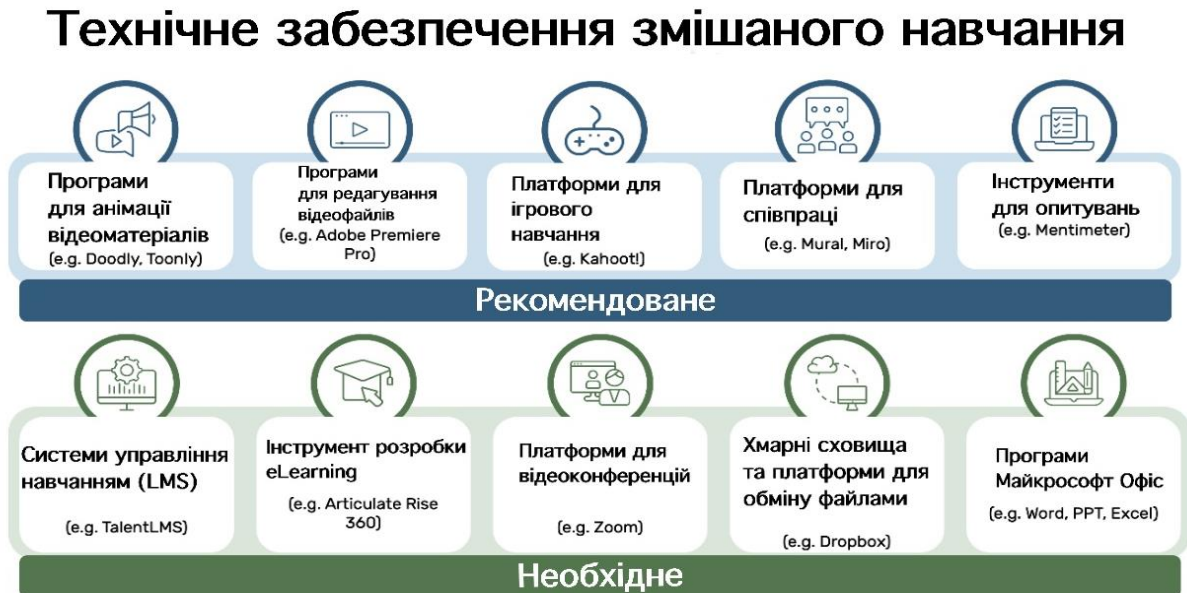 Технічне забезпечення змішаного навчання
Програми
для анімації
відеоматеріалів
(e.g. Doodly, Toonly)
Програми
для редагування
відеофайлів
(e.g. Adobe Premiere
Pro)
Платформи для
ігрового
навчання
(e.g. Kahoot!)
Платформи для
співпраці
(e.g. Mural, Miro)
Інструменти
для опитувань
(e.g. Mentimeter)
Рекомендоване
Системи управління
навчанням (LMS)
(e.g. TalentLMS)
Інструмент розробки
eLearning
(e.g. Articulate Rise
360)
Платформи для
відеоконференцій
(e.g. Zoom)
Хмарні сховища
та платформи для
обміну файлами
(e.g. Dropbox)
Програми
Майкрософт Офіс
(e.g. Word, PPT, Excel)
Необхідне